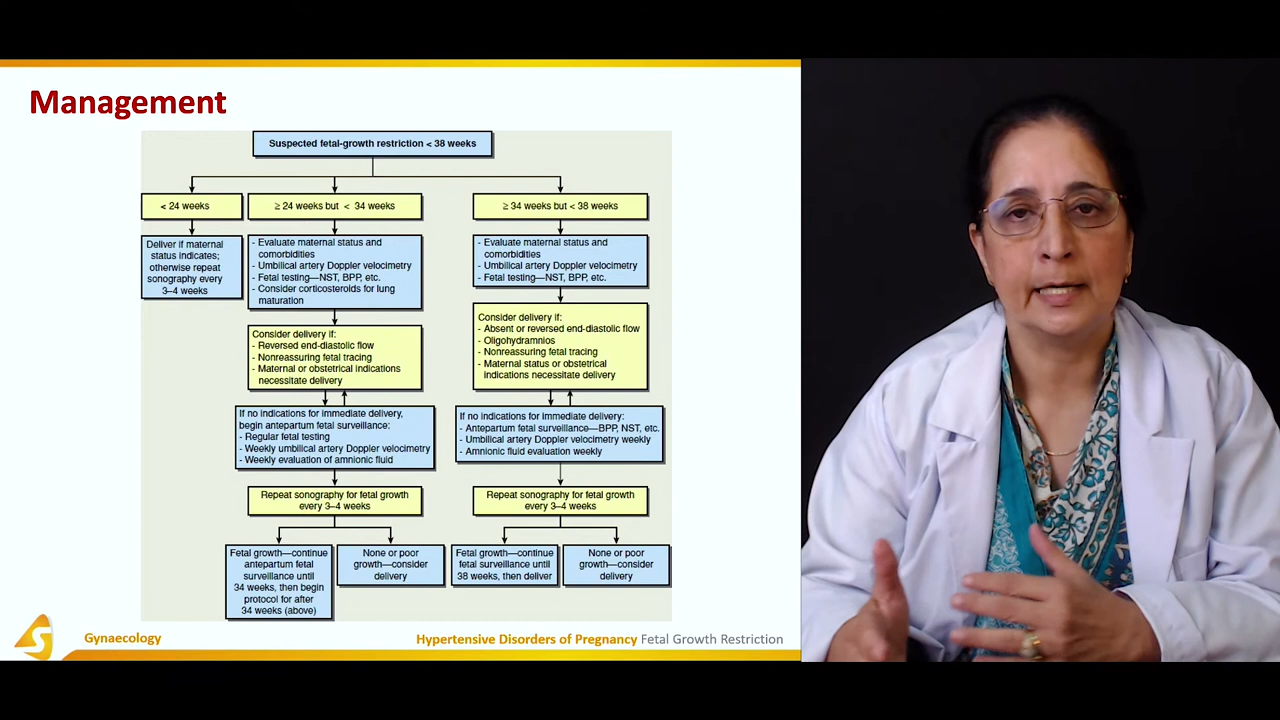 Management
Suspected fetal-growth restriction < 38 weeks
< 24 weeks
Deliver if maternal
status indicates;
otherwise repeat
sonography every
3–4 weeks
≥ 24 weeks but < 34 weeks
- Evaluate maternal status and
comorbidities
- Umbilical artery Doppler velocimetry
- Fetal testing—NST, BPP, etc.
- Consider corticosteroids for lung
maturation
Consider delivery if:
- Reversed end-diastolic flow
- Nonreassuring fetal tracing
- Maternal or obstetrical indications
necessitate delivery
If no indications for immediate delivery,
begin antepartum fetal surveillance:
- Regular fetal testing
- Weekly umbilical artery Doppler velocimetry
- Weekly evaluation of amnionic fluid
Repeat sonography for fetal growth
every 3–4 weeks
Fetal growth—continue
antepartum fetal
surveillance until
34 weeks, then begin
protocol for after
34 weeks (above)
None or poor
growth—consider
delivery
≥ 34 weeks but < 38 weeks
- Evaluate maternal status and
comorbidities
- Umbilical artery Doppler velocimetry
- Fetal testing—NST, BPP, etc.
Consider delivery if:
- Absent or reversed end-diastolic flow
- Oligohydramnios
- Nonreassuring fetal tracing
- Maternal status or obstetrical
indications necessitate delivery
If no indications for immediate delivery:
- Antepartum fetal surveillance—BPP, NST, etc.
- Umbilical artery Doppler velocimetry weekly
- Amnionic fluid evaluation weekly
Repeat sonography for fetal growth
every 3–4 weeks
Fetal growth—continue
fetal surveillance until
38 weeks, then deliver
None or poor
growth—consider
delivery
Gynaecology
Hypertensive Disorders of Pregnancy Fetal Growth Restriction